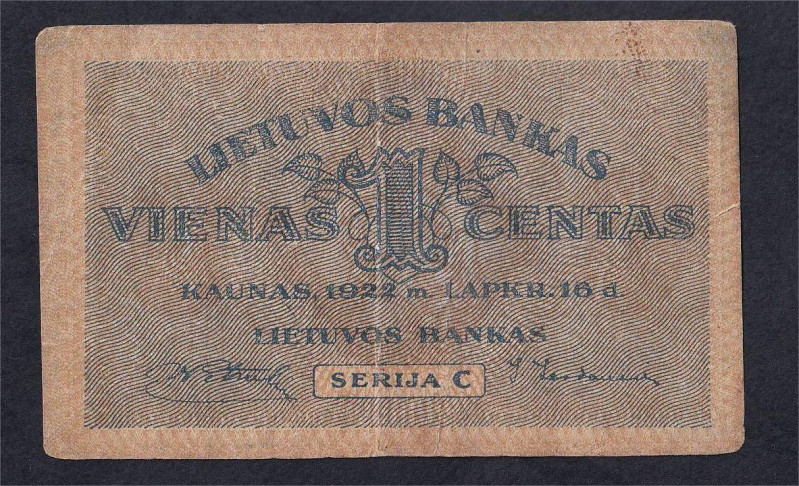 LIETUVOS BANKAS
VIENAS 1 CENTAS
KAUNAS, 1922 m. LAPKR. 16 d.
LIETUVOS BANKAS
SERIJA C